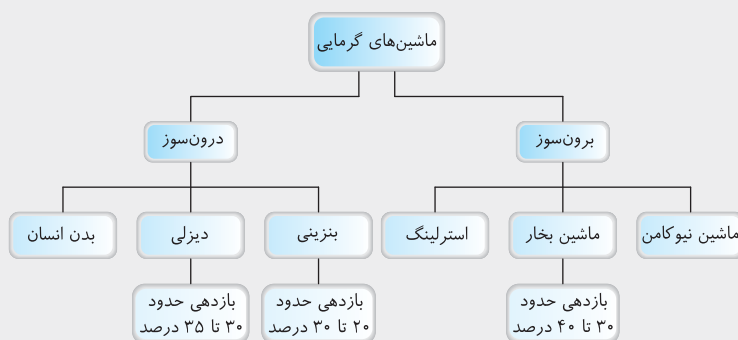 ماشین‌های گرمایی
برون‌سوز
درون‌سوز
ماشین نیوکامن
ماشین بخار
استرلینگ
بنزینی
دیزلی
بدن انسان
بازدهی حدود
۳۰ تا ۴۰ درصد
بازدهی حدود
۲۰ تا ۳۰ درصد
بازدهی حدود
۳۰ تا ۳۵ درصد